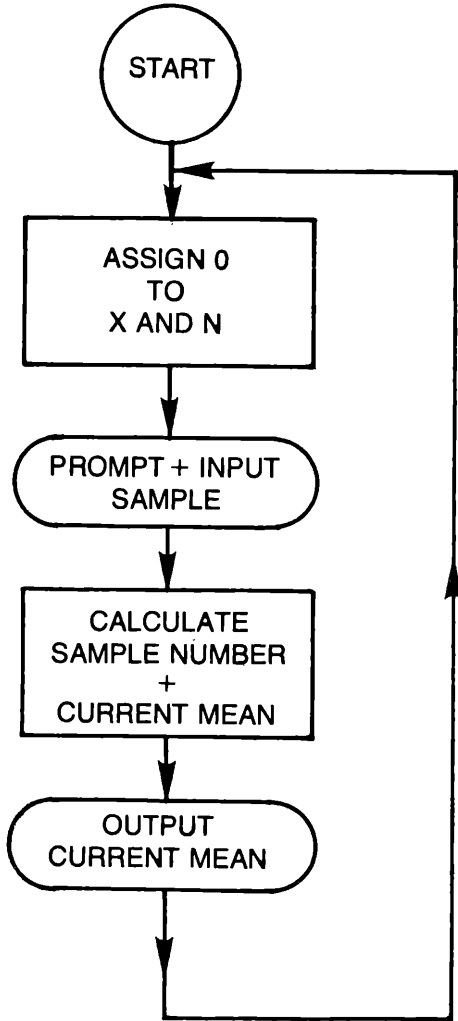 START
ASSIGN 0
TO
X AND N
PROMPT + INPUT
SAMPLE
CALCULATE
SAMPLE NUMBER
+
CURRENT MEAN
OUTPUT
CURRENT MEAN